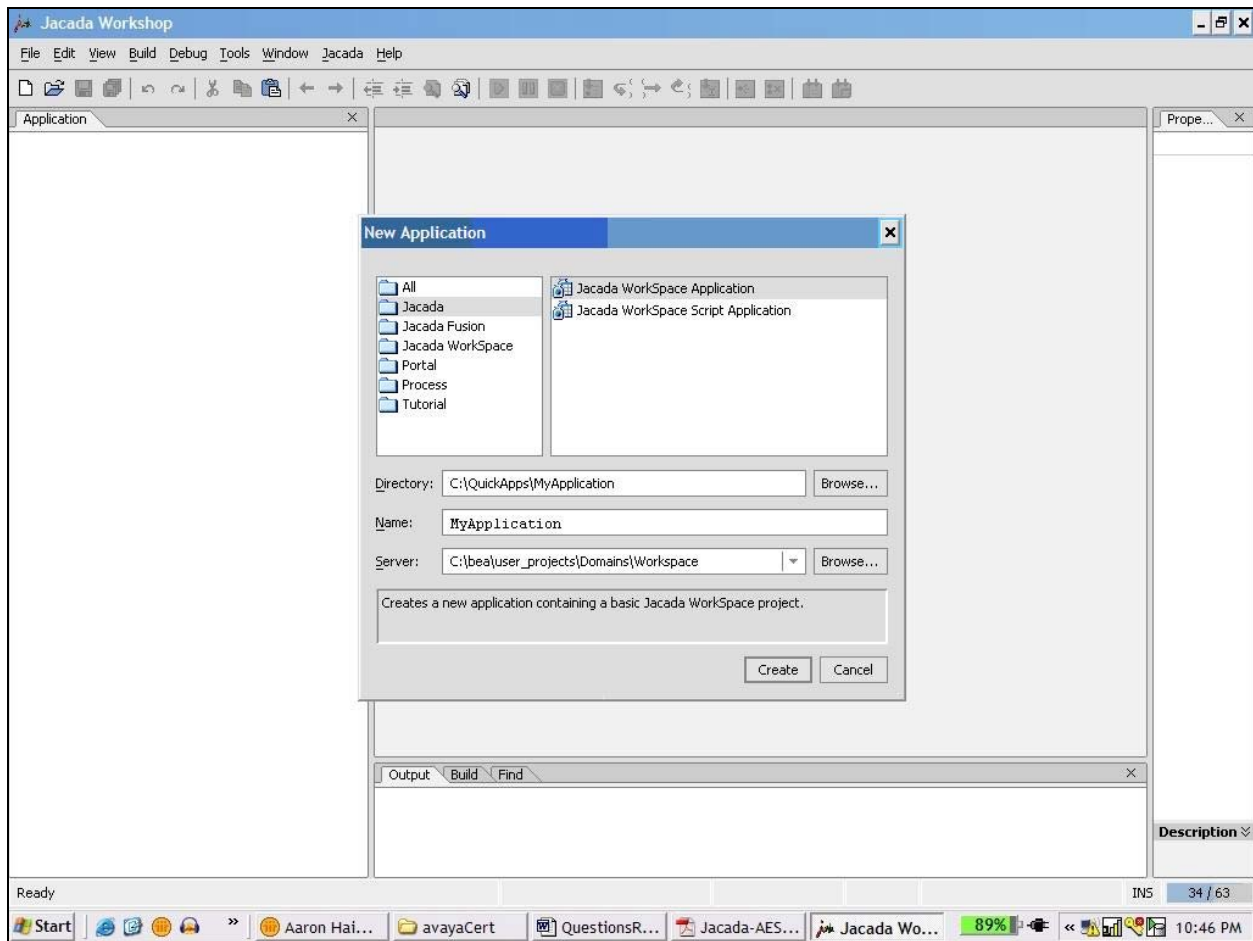 Jacada Workshop
File Edit View Build Debug Tools Window Jacada Help
Application
Prope...
New Application
All
Jacada
Jacada Fusion
Jacada WorkSpace
Portal
Process
Tutorial
Jacada WorkSpace Application
Jacada WorkSpace Script Application
Directory: C:\QuickApps\MyApplication Browse...
Name: MyApplication
Server: C:\bea\user_projects\Domains\Workspace Browse...
Creates a new application containing a basic Jacada WorkSpace project.
Create Cancel
Output Build Find
Description
Ready INS 34 / 63
Start » Aaron Hai... avayaCert QuestionsR... Jacada-AES... Jacada Wo... 89% « 10:46 PM